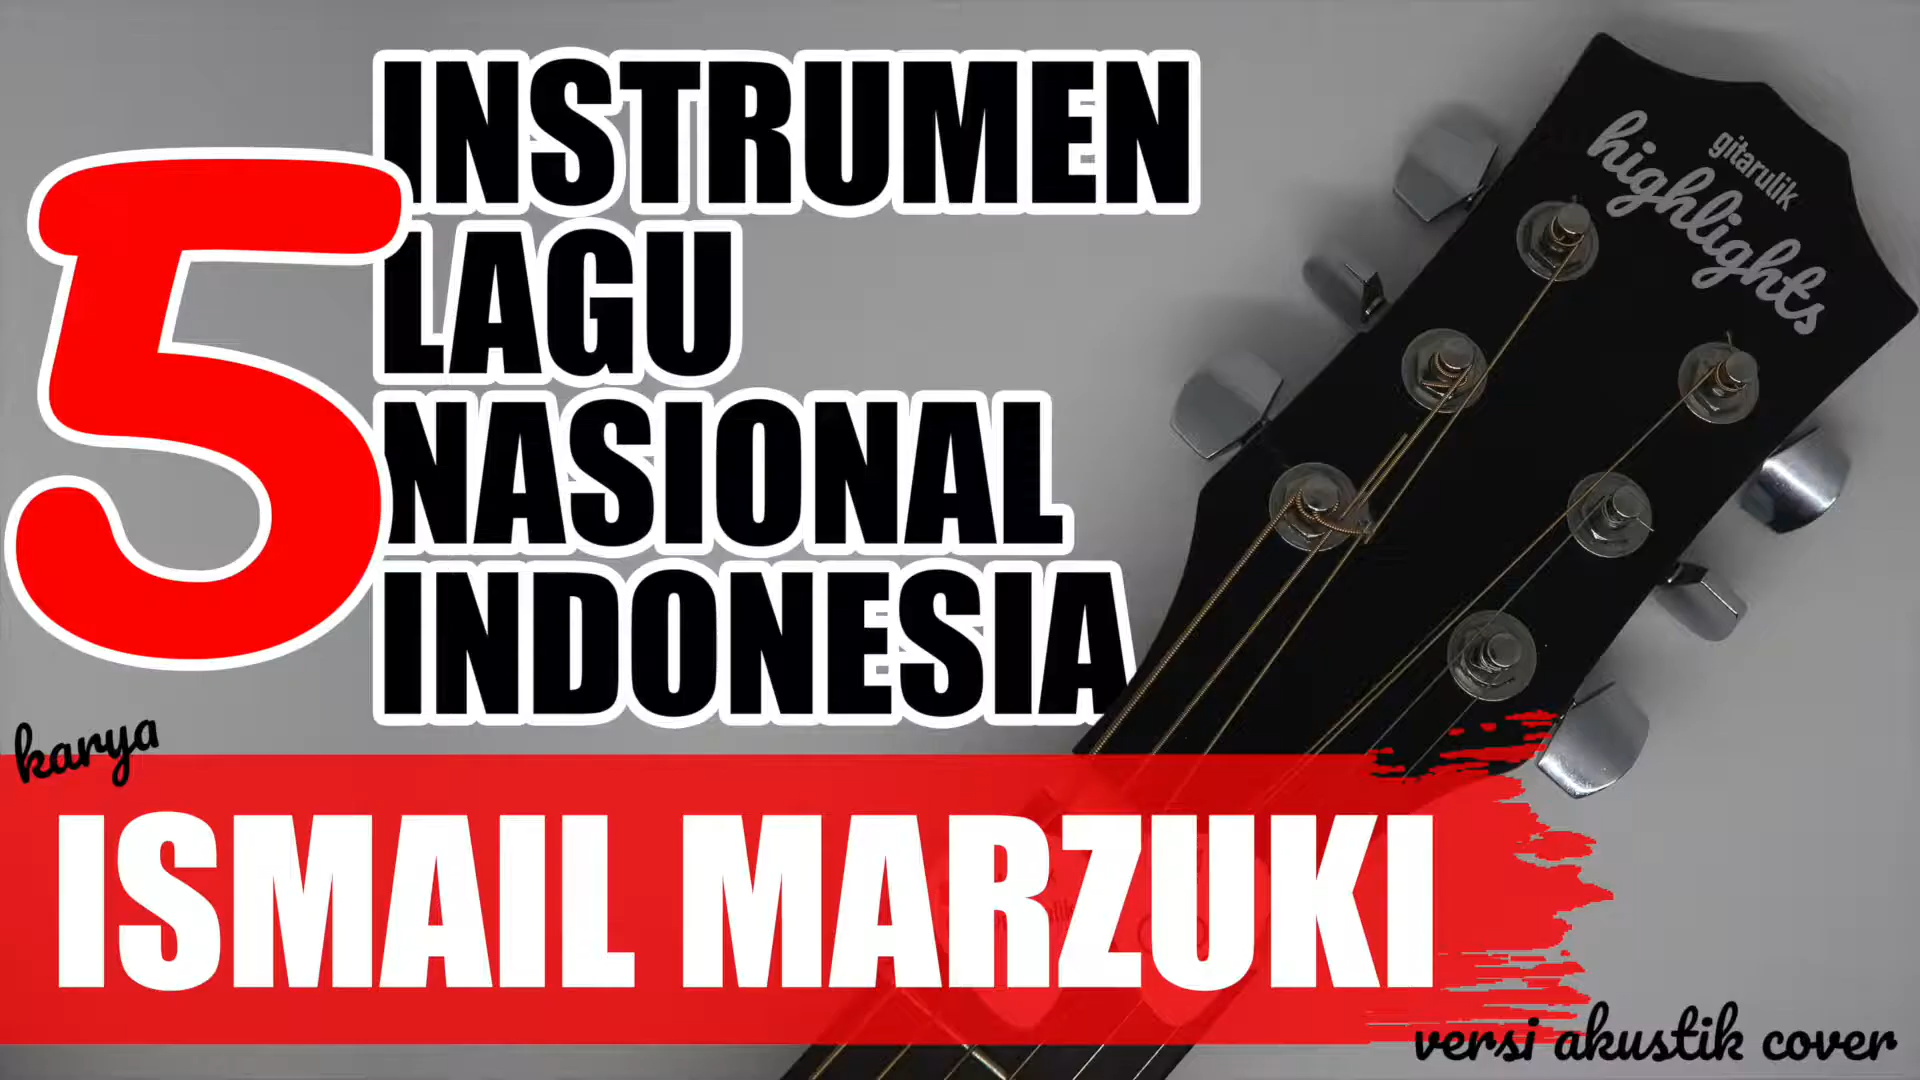 5
INSTRUMEN
LAGU
NASIONAL
INDONESIA
gitarulik
highlights
karya
ISMAIL MARZUKI
versi akustik cover